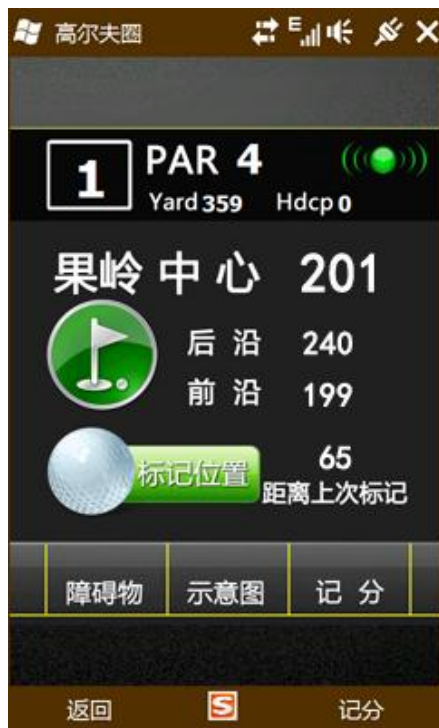 高尔夫圈 E
1 PAR 4
Yard 359 Hdcp 0
果岭中心 201
后沿 240
前沿 199
标记位置 65
距离上次标记
障碍物 示意图 记分
返回 S 记分